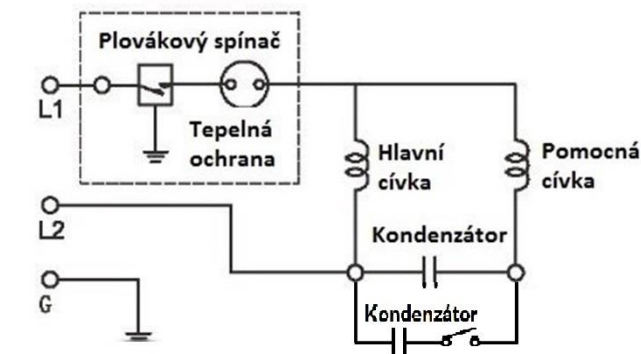 Plovákový spínač
L1
Tepelná
ochrana
Hlavní
cívka
Pomocná
cívka
L2
Kondenzátor
G
Kondenzátor